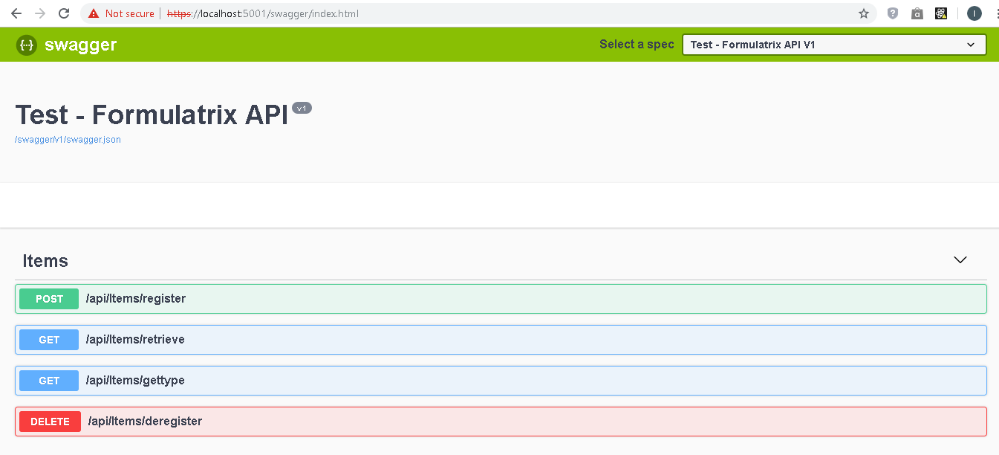 Not secure https://localhost:5001/swagger/index.html
{··} swagger Select a spec Test - Formulatrix API V1
Test - Formulatrix API v1
/swagger/v1/swagger.json
Items
POST /api/Items/register
GET /api/Items/retrieve
GET /api/Items/gettype
DELETE /api/Items/deregister